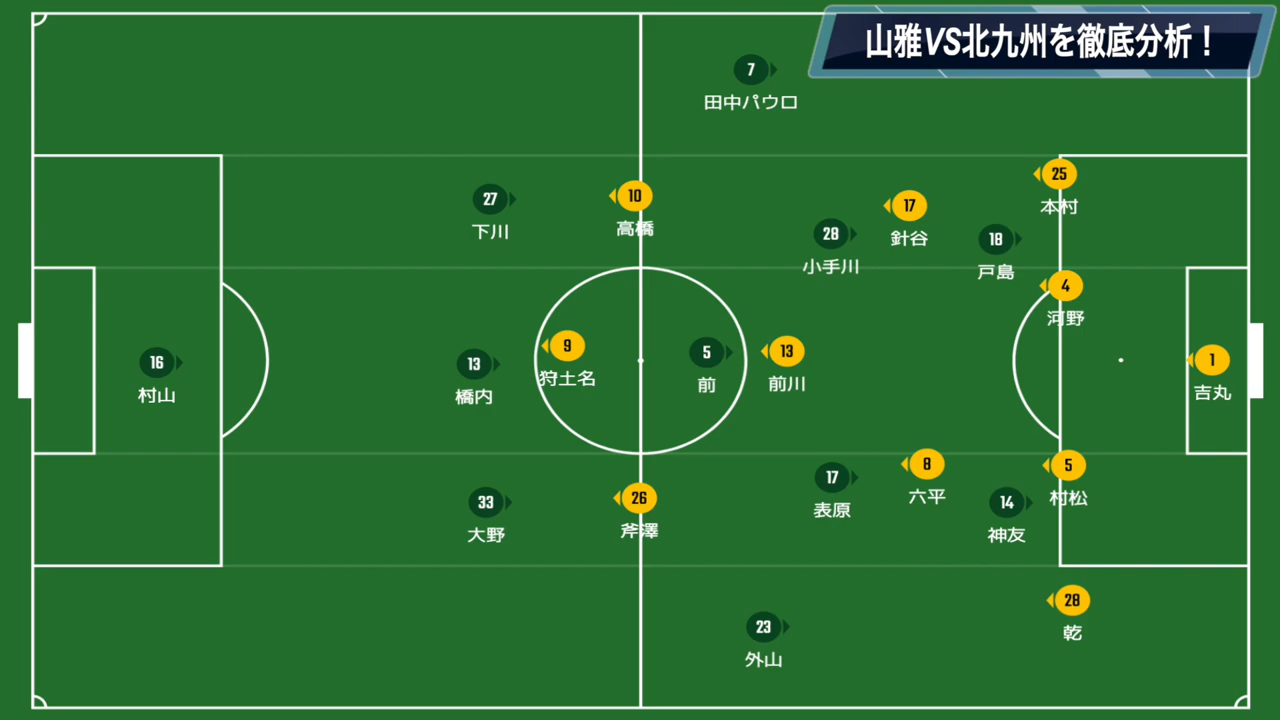 山雅VS北九州を徹底分析！
7
田中パウロ
25
本村
27
下川
10
高橋
17
針谷
28
小手川
18
戸島
4
河野
16
村山
13
橋内
9
狩土名
5
前
13
前川
1
吉丸
33
大野
26
斧澤
17
表原
8
六平
14
神友
5
村松
28
乾
23
外山